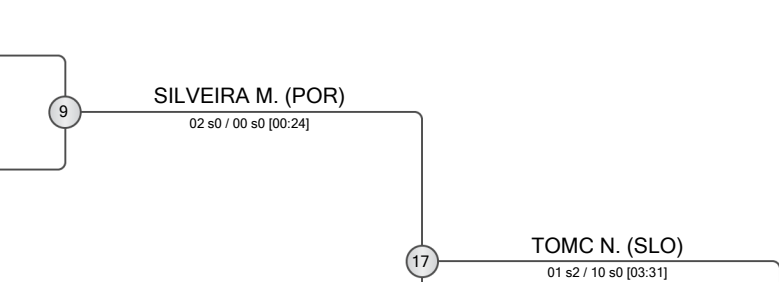 SILVEIRA M. (POR)
9
02 s0 / 00 s0 [00:24]
TOMC N. (SLO)
17
01 s2 / 10 s0 [03:31]